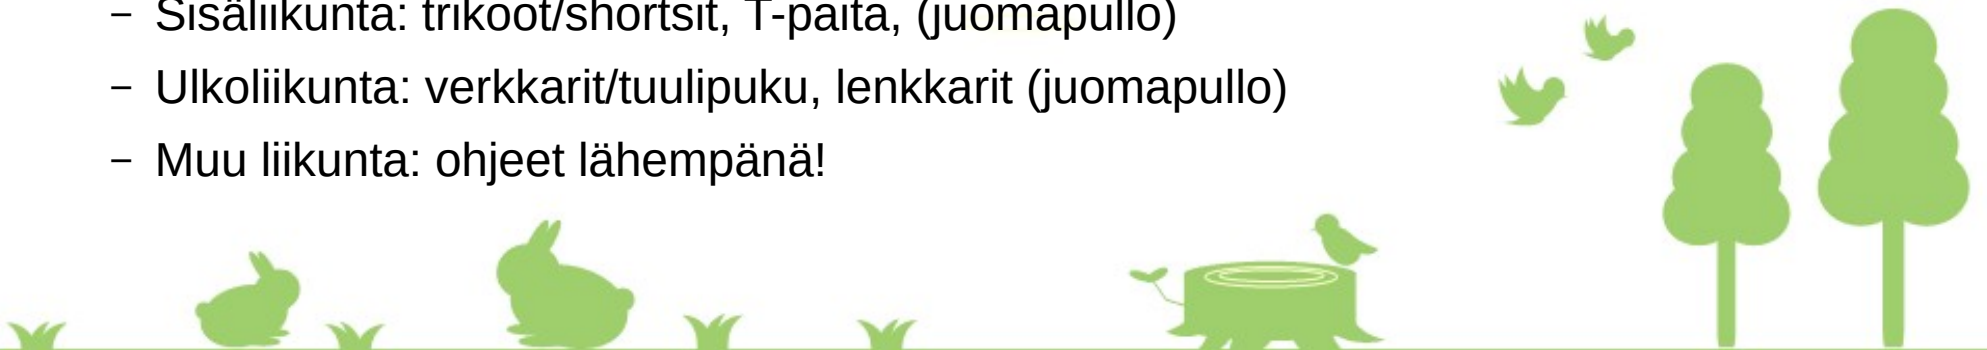 – Sisäliikunta: trikoot/shortsit, T-paita, (juomapullo)
– Ulkoliikunta: verkkarit/tuulipuku, lenkkarit (juomapullo)
– Muu liikunta: ohjeet lähempänä!